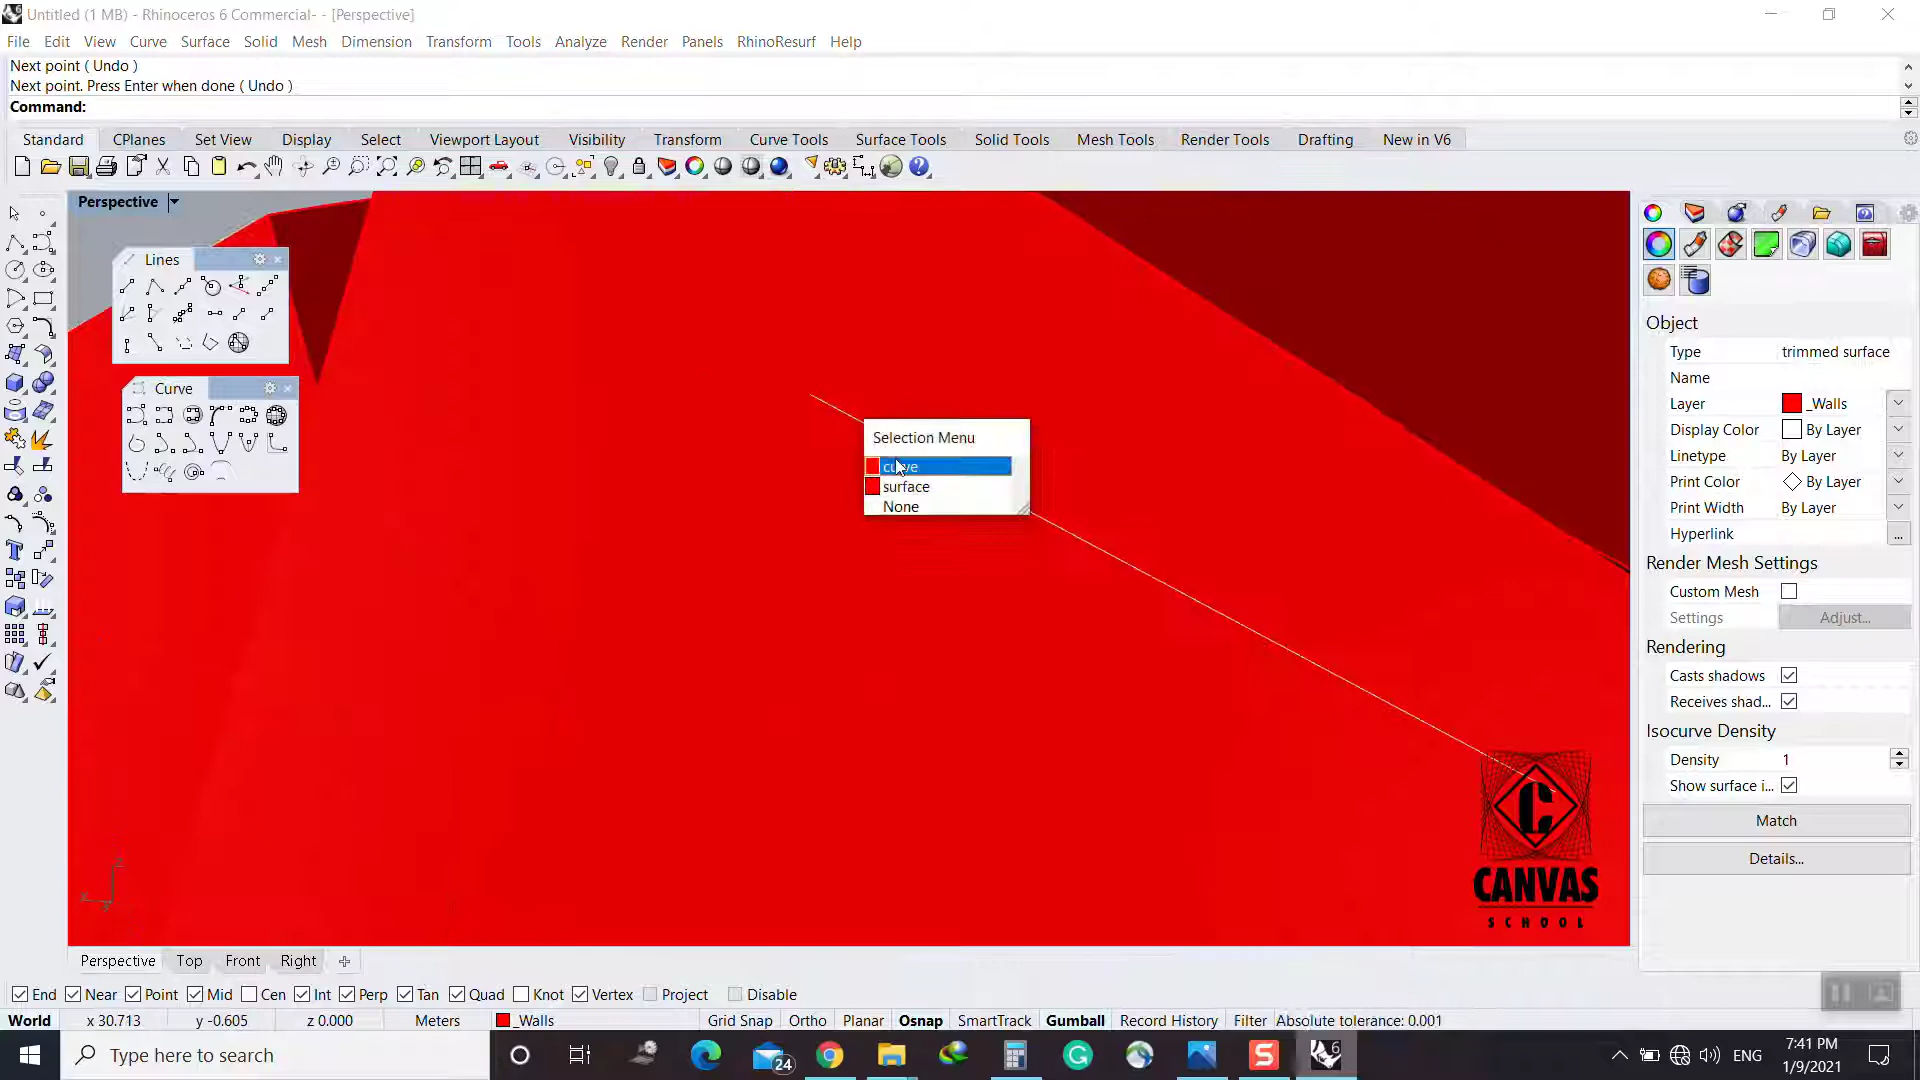 Untitled (1 MB) - Rhinoceros 6 Commercial- - [Perspective]
File Edit View Curve Surface Solid Mesh Dimension Transform Tools Analyze Render Panels RhinoResurf Help
Next point ( Undo )
Next point. Press Enter when done ( Undo )
Command:
Standard CPlanes Set View Display Select Viewport Layout Visibility Transform Curve Tools Surface Tools Solid Tools Mesh Tools Render Tools Drafting New in V6
Perspective
Lines
Curve
Selection Menu
curve
surface
None
Object
Type trimmed surface
Name
Layer _Walls
Display Color By Layer
Linetype By Layer
Print Color By Layer
Print Width By Layer
Hyperlink ...
Render Mesh Settings
Custom Mesh
Settings Adjust...
Rendering
Casts shadows
Receives shad...
Isocurve Density
Density 1
Show surface i...
Match
Details...
CANVAS
SCHOOL
Perspective Top Front Right
End Near Point Mid Cen Int Perp Tan Quad Knot Vertex Project Disable
World x 30.713 y -0.605 z 0.000 Meters _Walls Grid Snap Ortho Planar Osnap SmartTrack Gumball Record History Filter Absolute tolerance: 0.001
Type here to search
24
ENG
7:41 PM
1/9/2021